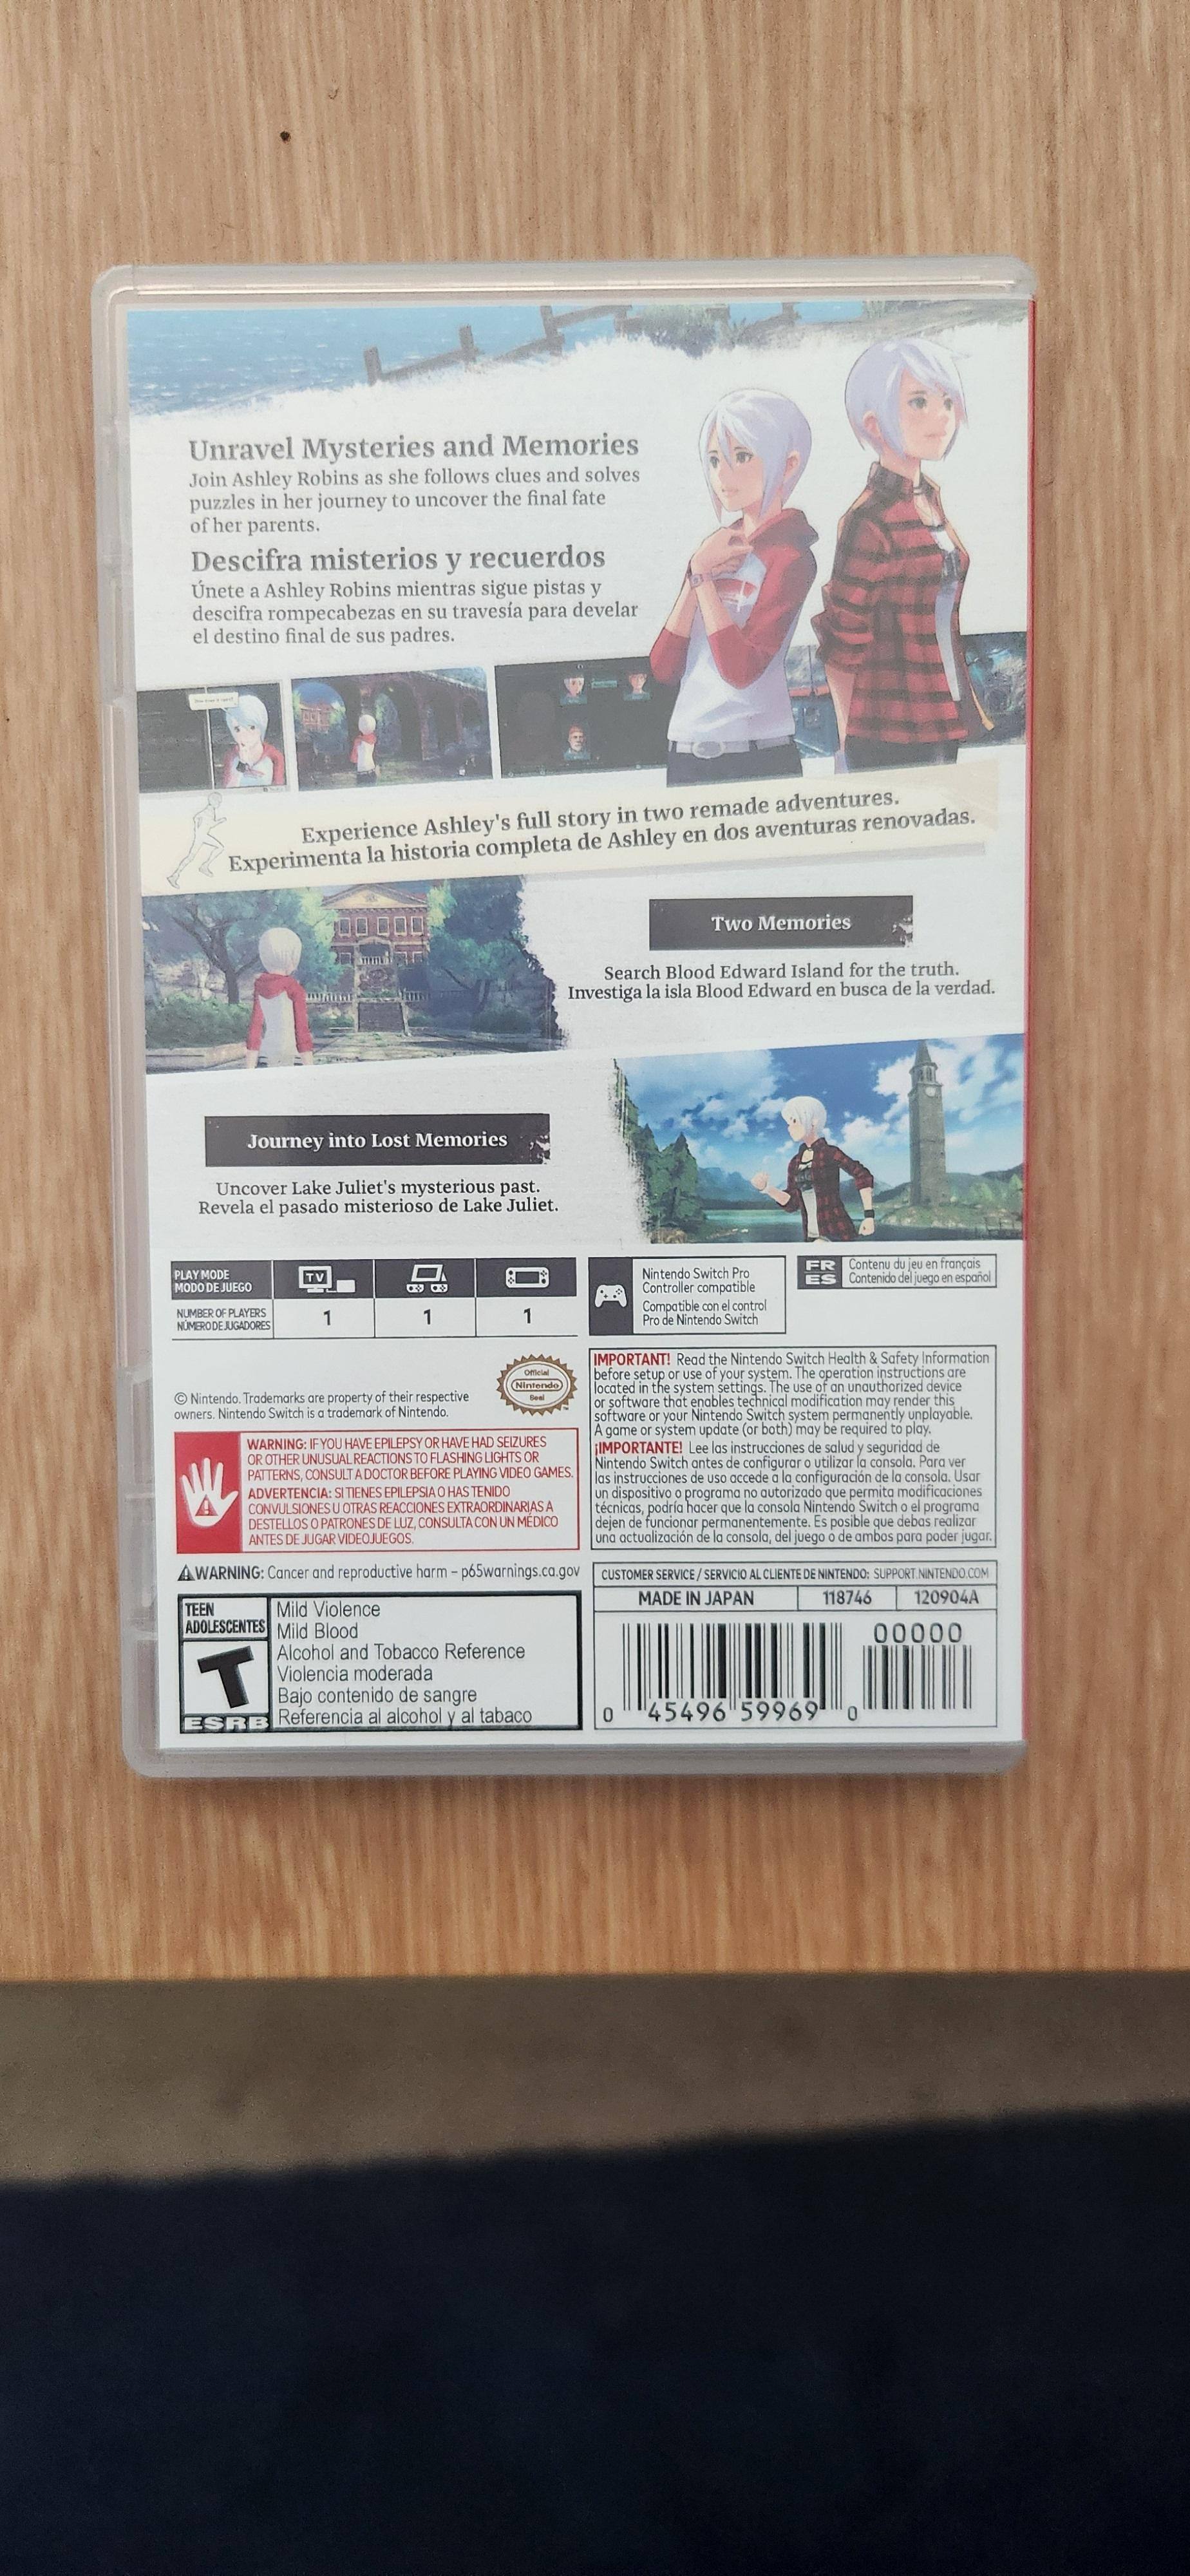 Unravel Mysteries and Memories
Join Ashley Robins as she follows clues and solves
puzzles in her journey to uncover the final fate
of her parents.
Descifra misterios y recuerdos
Únete a Ashley Robins mientras sigue pistas y
descifra rompecabezas en su travesía para develar
el destino final de sus padres.
Experience Ashley's full story in two remade adventures.
Experimenta la historia completa de Ashley en dos aventuras renovadas.
Two Memories
Search Blood Edward Island for the truth.
Investiga la isla Blood Edward en busca de la verdad.
Journey into Lost Memories
Uncover Lake Juliet's mysterious past.
Revela el pasado misterioso de Lake Juliet.
PLAY MODE
MODO DE JUEGO
TV
NUMBER OF PLAYERS
NÚMERO DE JUGADORES
1 1 1
Nintendo Switch Pro
Controller compatible
Compatible con el control
Pro de Nintendo Switch
FR Contenu du jeu en français
ES Contenido del juego en español
© Nintendo. Trademarks are property of their respective
owners. Nintendo Switch is a trademark of Nintendo.
Official
Nintendo
Seal
WARNING: IF YOU HAVE EPILEPSY OR HAVE HAD SEIZURES
OR OTHER UNUSUAL REACTIONS TO FLASHING LIGHTS OR
PATTERNS, CONSULT A DOCTOR BEFORE PLAYING VIDEO GAMES.
ADVERTENCIA: SI TIENES EPILEPSIA O HAS TENIDO
CONVULSIONES U OTRAS REACCIONES EXTRAORDINARIAS A
DESTELLOS O PATRONES DE LUZ, CONSULTA CON UN MÉDICO
ANTES DE JUGAR VIDEOJUEGOS.
IMPORTANT! Read the Nintendo Switch Health & Safety Information
before setup or use of your system. The operation instructions are
located in the system settings. The use of an unauthorized device
or software that enables technical modification may render this
software or your Nintendo Switch system permanently unplayable.
A game or system update (or both) may be required to play.
¡IMPORTANTE! Lee las instrucciones de salud y seguridad de
Nintendo Switch antes de configurar o utilizar la consola. Para ver
las instrucciones de uso accede a la configuración de la consola. Usar
un dispositivo o programa no autorizado que permita modificaciones
técnicas, podría hacer que la consola Nintendo Switch o el programa
dejen de funcionar permanentemente. Es posible que debas realizar
una actualización de la consola, del juego o de ambos para poder jugar.
WARNING: Cancer and reproductive harm – p65warnings.ca.gov
TEEN
ADOLESCENTES
T
ESRB
Mild Violence
Mild Blood
Alcohol and Tobacco Reference
Violencia moderada
Bajo contenido de sangre
Referencia al alcohol y al tabaco
CUSTOMER SERVICE / SERVICIO AL CLIENTE DE NINTENDO: SUPPORT.NINTENDO.COM
MADE IN JAPAN 118746 120904A
00000
0 45496 59969 0